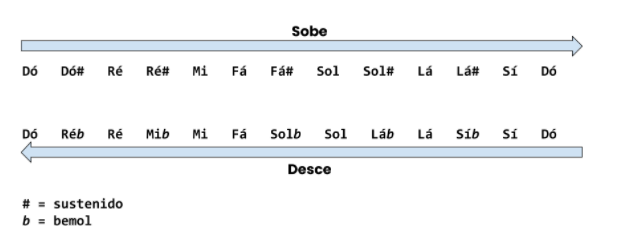 Sobe
Dó Dó# Ré Ré# Mi Fá Fá# Sol Sol# Lá Lá# Sí Dó
Dó Réb Ré Mib Mi Fá Solb Sol Láb Lá Síb Sí Dó
Desce
# = sustenido
b = bemol